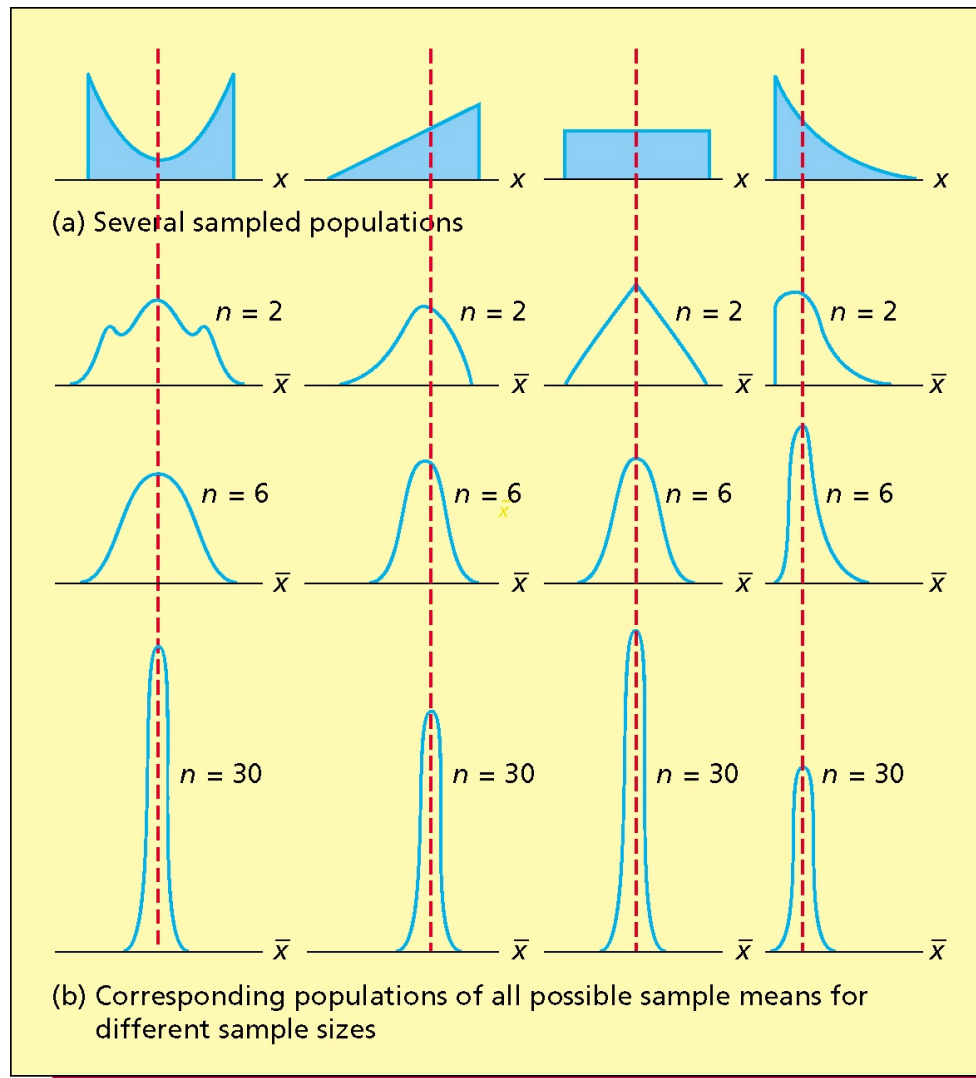 x x x x
(a) Several sampled populations
n = 2 n = 2 n = 2 n = 2
x̄ x̄ x̄ x̄
n = 6 n = 6 n = 6 n = 6
x̄
x̄ x̄ x̄ x̄
n = 30 n = 30 n = 30 n = 30
x̄ x̄ x̄ x̄
(b) Corresponding populations of all possible sample means for
different sample sizes